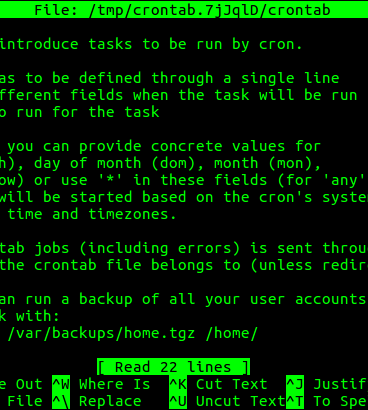 File: /tmp/crontab.7jJqlD/crontab
introduce tasks to be run by cron.
as to be defined through a single line
fferent fields when the task will be run
o run for the task
you can provide concrete values for
h), day of month (dom), month (mon),
ow) or use '*' in these fields (for 'any'
will be started based on the cron's syste
time and timezones.
tab jobs (including errors) is sent throu
the crontab file belongs to (unless redir
an run a backup of all your user accounts
k with:
/var/backups/home.tgz /home/
[ Read 22 lines ]
e Out ^W Where Is ^K Cut Text ^J Justif
File ^\ Replace ^U Uncut Text ^T To Spe